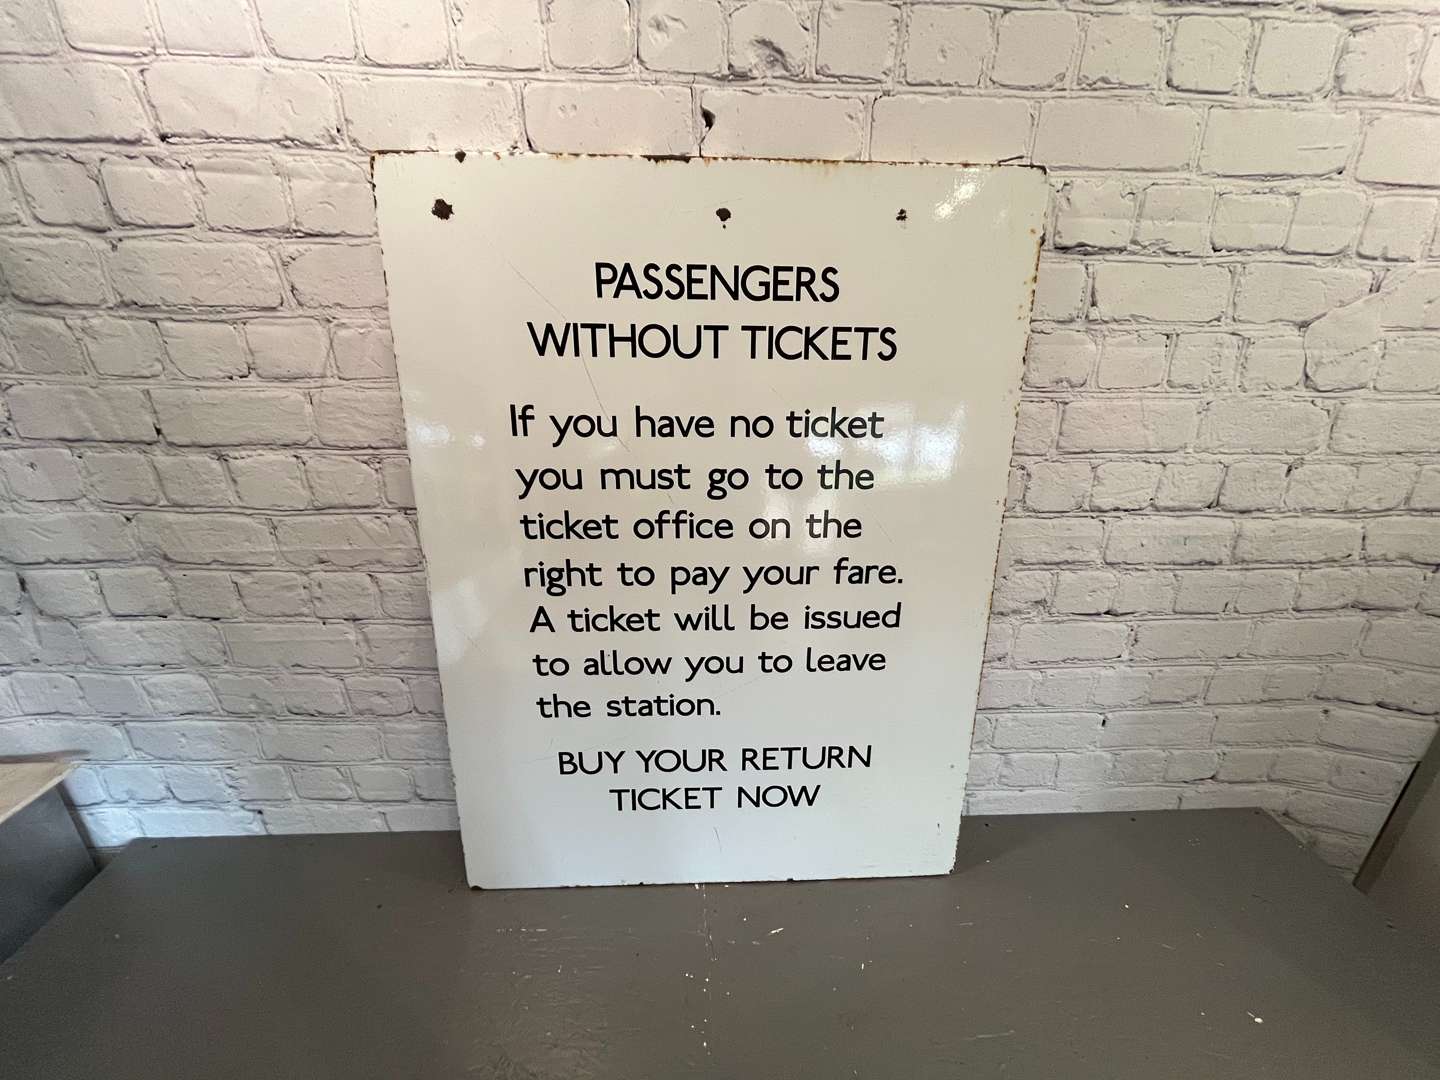 PASSENGERS
WITHOUT TICKETS
If you have no ticket
you must go to the
ticket office on the
right to pay your fare.
A ticket will be issued
to allow you to leave
the station.
BUY YOUR RETURN
TICKET NOW